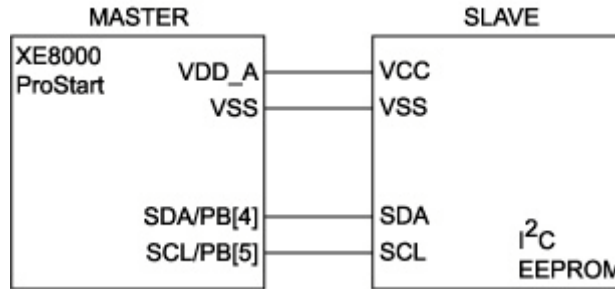 MASTER
SLAVE
XE8000
ProStart
VDD_A
VCC
VSS
VSS
SDA/PB[4]
SDA
SCL/PB[5]
SCL
I²C
EEPROM